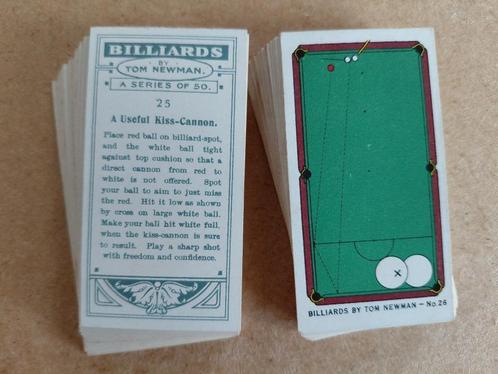 BILLIARDS
BY
TOM NEWMAN.
A SERIES OF 50.
25
A Useful Kiss-Cannon.
Place red ball on billiard-spot,
and the white ball tight
against top cushion so that a
direct cannon from red to
white is not offered. Spot
your ball to aim to just miss
the red. Hit it low as shown
by cross on large white ball.
Make your ball hit white full,
when the kiss-cannon is sure
to result. Play a sharp shot
with freedom and confidence.
BILLIARDS BY TOM NEWMAN – No. 26